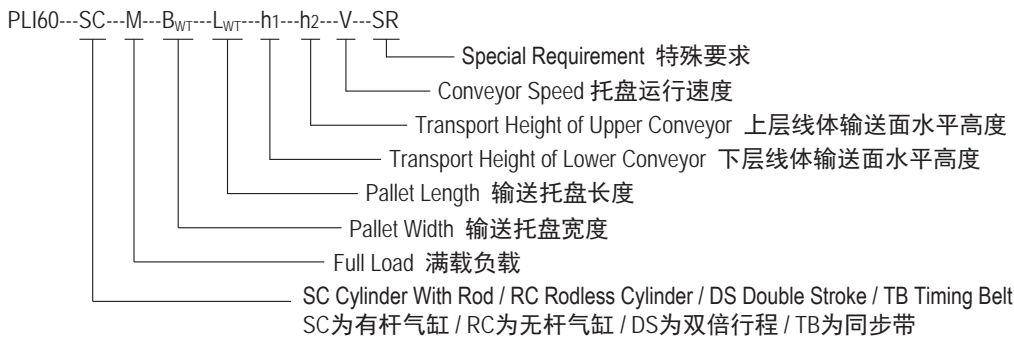 PLI60---SC---M---BWT---LWT---h1---h2---V---SR
Special Requirement 特殊要求
Conveyor Speed 托盘运行速度
Transport Height of Upper Conveyor 上层线体输送面水平高度
Transport Height of Lower Conveyor 下层线体输送面水平高度
Pallet Length 输送托盘长度
Pallet Width 输送托盘宽度
Full Load 满载负载
SC Cylinder With Rod / RC Rodless Cylinder / DS Double Stroke / TB Timing Belt
SC为有杆气缸 / RC为无杆气缸 / DS为双倍行程 / TB为同步带